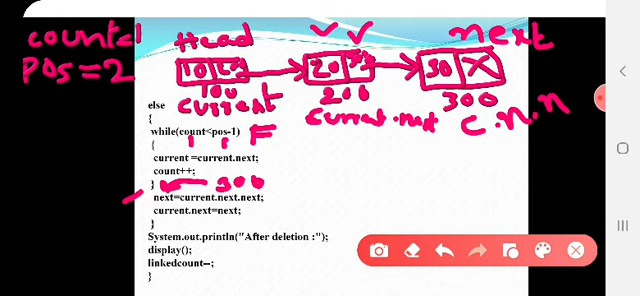 count=1
Head
next
pos=2
10
20
30 X
100
200
300
current
current.next
C.n.n
else
{
while(count<pos-1)
1 1 F
{
current =current.next;
count++;
}
300
next=current.next.next;
current.next=next;
}
System.out.println("After deletion :");
display();
linkedcount--;
}